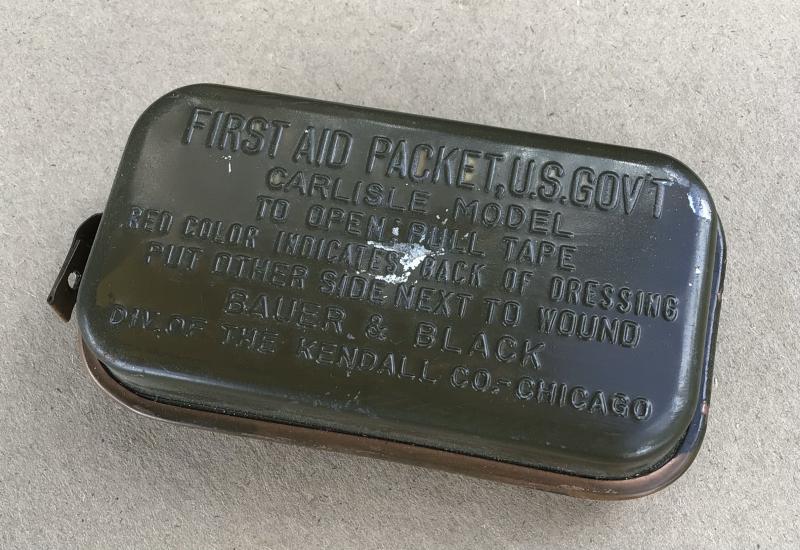 FIRST AID PACKET, U.S. GOV'T
CARLISLE MODEL
TO OPEN PULL TAPE
RED COLOR INDICATES BACK OF DRESSING
PUT OTHER SIDE NEXT TO WOUND
BAUER & BLACK
DIV. OF THE KENDALL CO.-CHICAGO